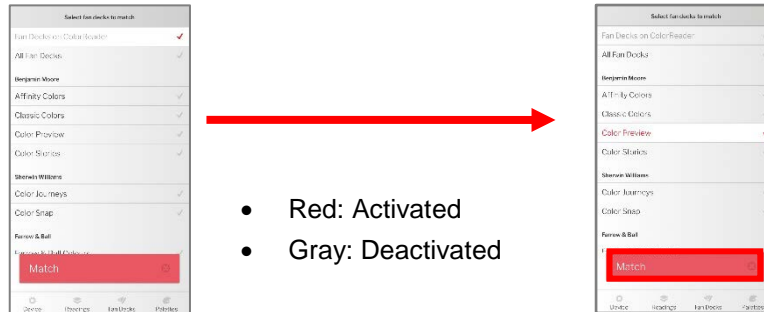 Select fan decks to match
Fan Decks on ColorReader
All Fan Decks
Benjamin Moore
Affinity Colors
Classic Colors
Color Preview
Color Stories
Sherwin Williams
Color Journeys
Color Snap
Farrow & Ball
Farrow & Ball Colours
Match
Device
Readings
Fan Decks
Palettes
• Red: Activated
• Gray: Deactivated
Select fan decks to match
Fan Decks on ColorReader
All Fan Decks
Benjamin Moore
Affinity Colors
Classic Colors
Color Preview
Color Stories
Sherwin Williams
Color Journeys
Color Snap
Farrow & Ball
Match
Device
Readings
Fan Decks
Palettes